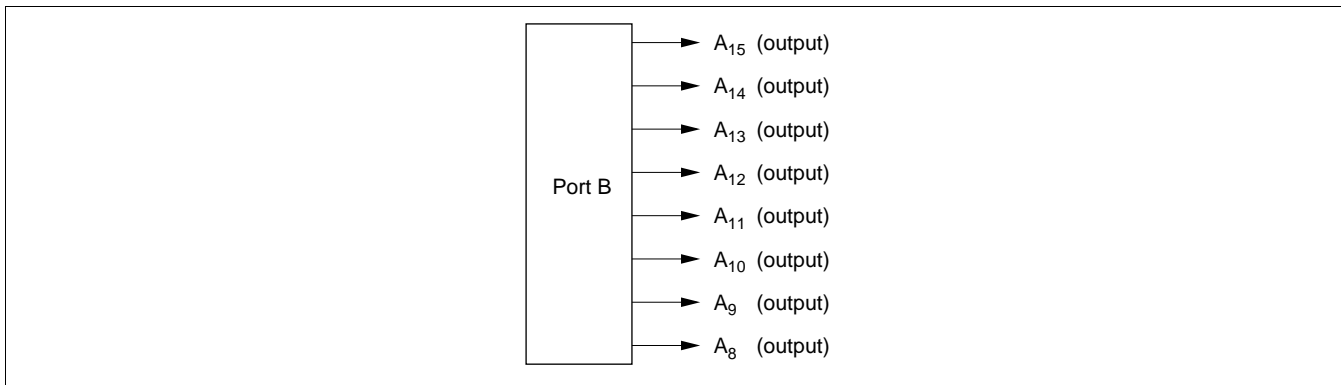 A15 (output)
A14 (output)
A13 (output)
A12 (output)
Port B
A11 (output)
A10 (output)
A9 (output)
A8 (output)